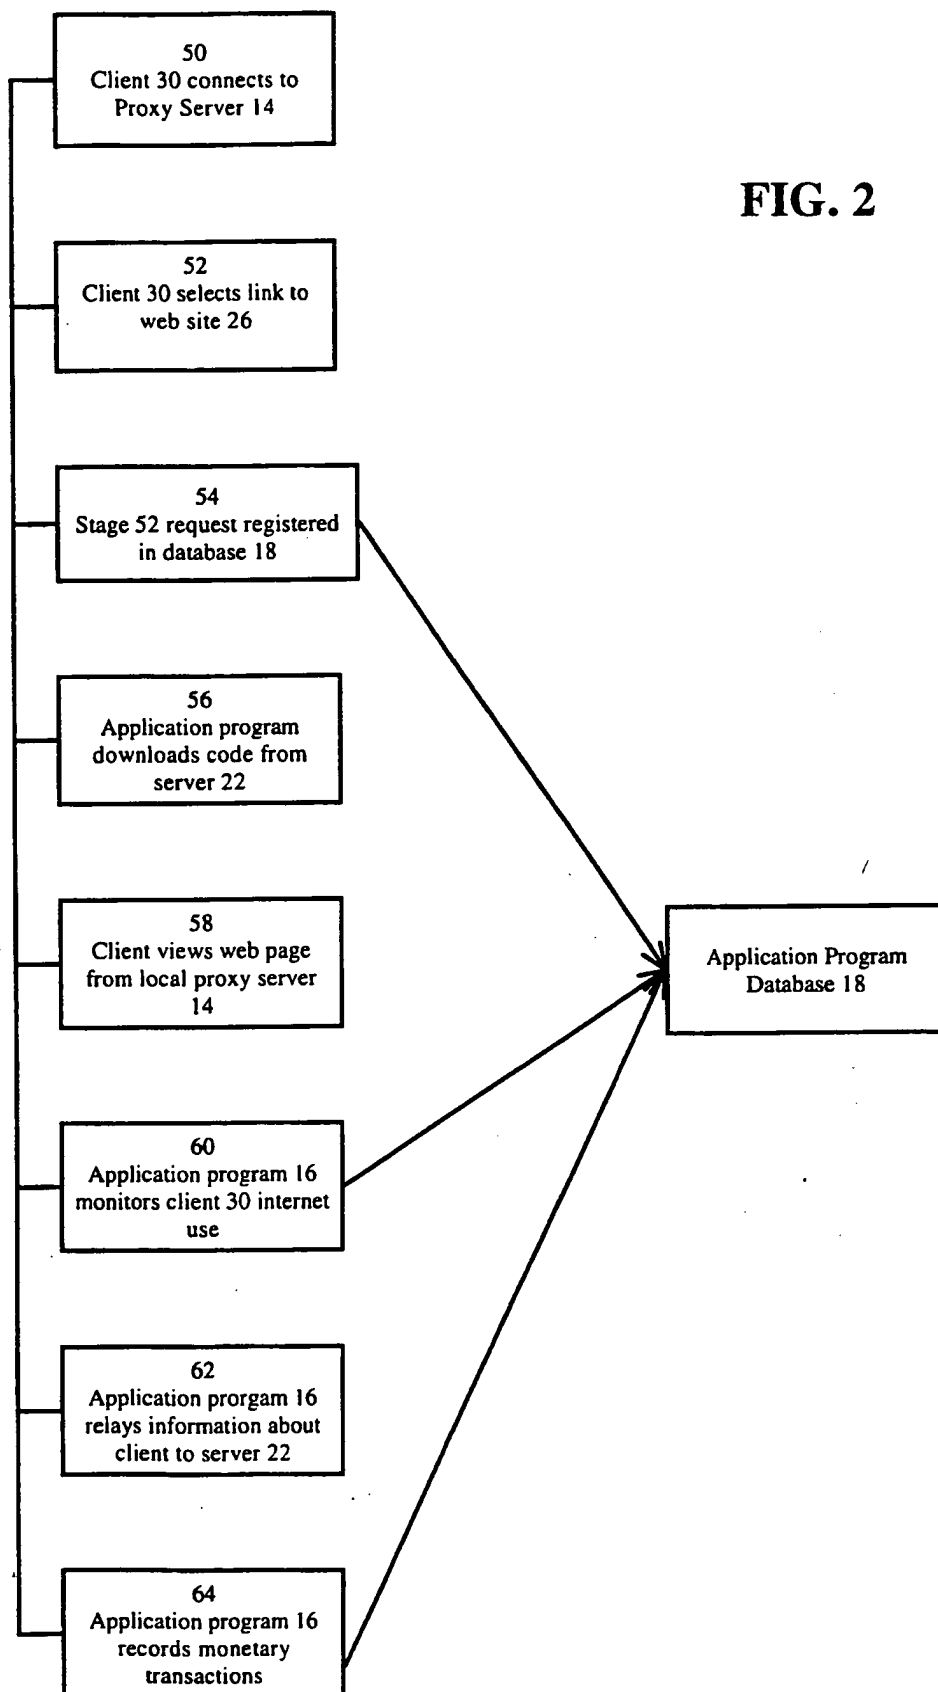 50
Client 30 connects to
Proxy Server 14
FIG. 2
52
Client 30 selects link to
web site 26
54
Stage 52 request registered
in database 18
56
Application program
downloads code from
server 22
58
Client views web page
from local proxy server
14
Application Program
Database 18
60
Application program 16
monitors client 30 internet
use
62
Application prorgam 16
relays information about
client to server 22
64
Application program 16
records monetary
transactions